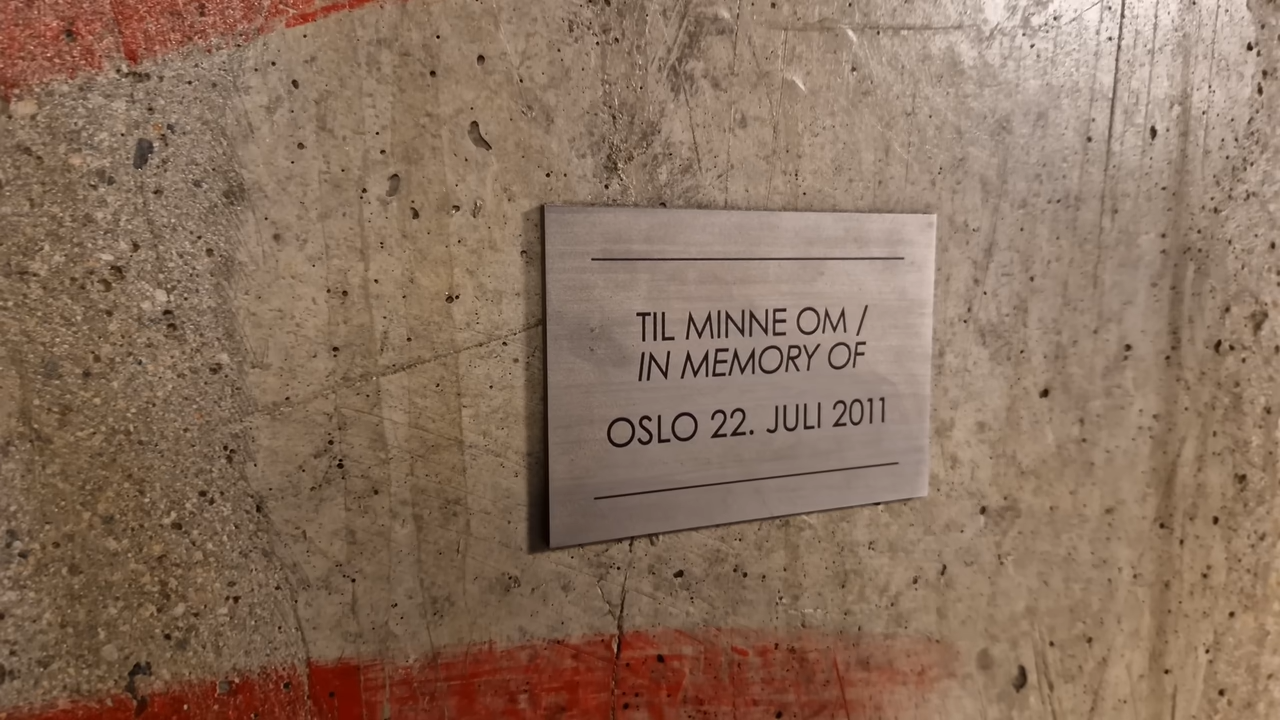 TIL MINNE OM /
IN MEMORY OF
OSLO 22. JULI 2011